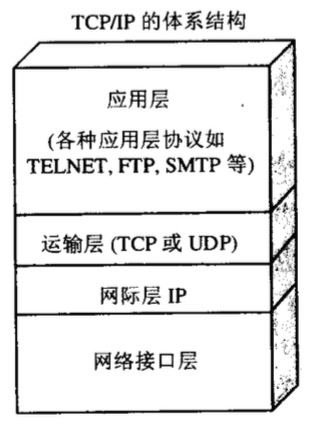 TCP/IP 的体系结构
应用层
(各种应用层协议如
TELNET, FTP, SMTP 等)
运输层 (TCP 或 UDP)
网际层 IP
网络接口层